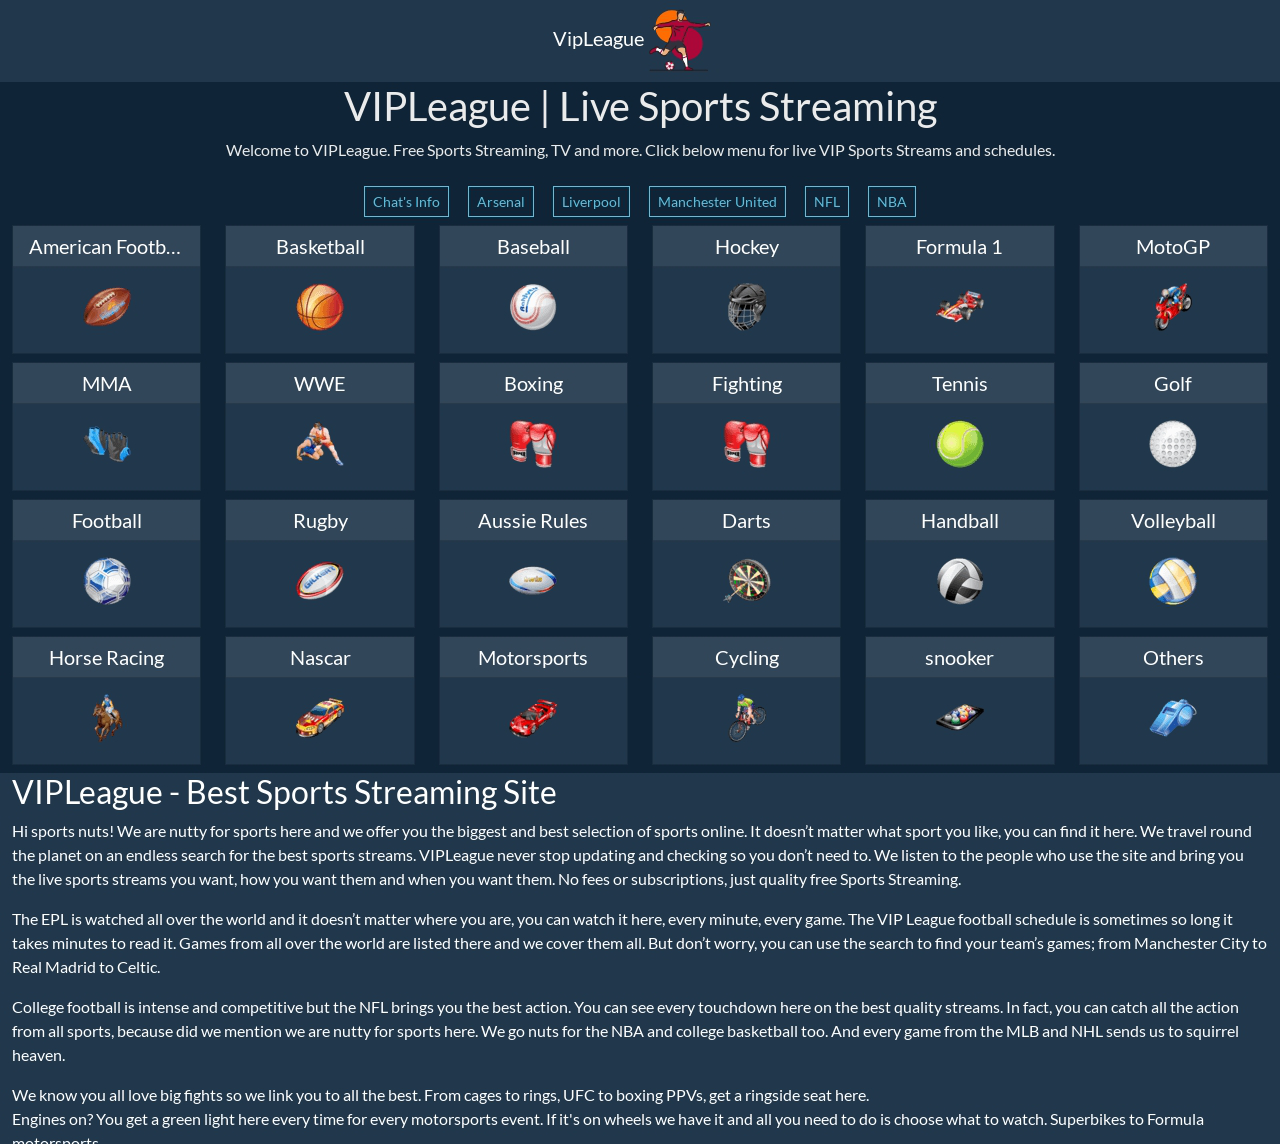 VipLeague
VIPLeague | Live Sports Streaming
Welcome to VIPLeague. Free Sports Streaming, TV and more. Click below menu for live VIP Sports Streams and schedules.
Chat's Info Arsenal Liverpool Manchester United NFL NBA
American Footb... Basketball Baseball Hockey Formula 1 MotoGP
MMA WWE Boxing Fighting Tennis Golf
Football Rugby Aussie Rules Darts Handball Volleyball
Horse Racing Nascar Motorsports Cycling snooker Others
VIPLeague - Best Sports Streaming Site
Hi sports nuts! We are nutty for sports here and we offer you the biggest and best selection of sports online. It doesn’t matter what sport you like, you can find it here. We travel round
the planet on an endless search for the best sports streams. VIPLeague never stop updating and checking so you don’t need to. We listen to the people who use the site and bring you
the live sports streams you want, how you want them and when you want them. No fees or subscriptions, just quality free Sports Streaming.
The EPL is watched all over the world and it doesn’t matter where you are, you can watch it here, every minute, every game. The VIP League football schedule is sometimes so long it
takes minutes to read it. Games from all over the world are listed there and we cover them all. But don’t worry, you can use the search to find your team’s games; from Manchester City to
Real Madrid to Celtic.
College football is intense and competitive but the NFL brings you the best action. You can see every touchdown here on the best quality streams. In fact, you can catch all the action
from all sports, because did we mention we are nutty for sports here. We go nuts for the NBA and college basketball too. And every game from the MLB and NHL sends us to squirrel
heaven.
We know you all love big fights so we link you to all the best. From cages to rings, UFC to boxing PPVs, get a ringside seat here.
Engines on? You get a green light here every time for every motorsports event. If it's on wheels we have it and all you need to do is choose what to watch. Superbikes to Formula
motorsports